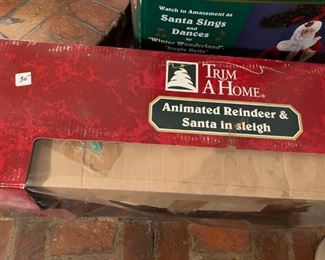 Watch in Amazement as
Santa Sings
and
Dances
to
"Winter Wonderland",
"Jingle Bells"
30-
TRIM
A HOME®
Animated Reindeer &
Santa in sleigh